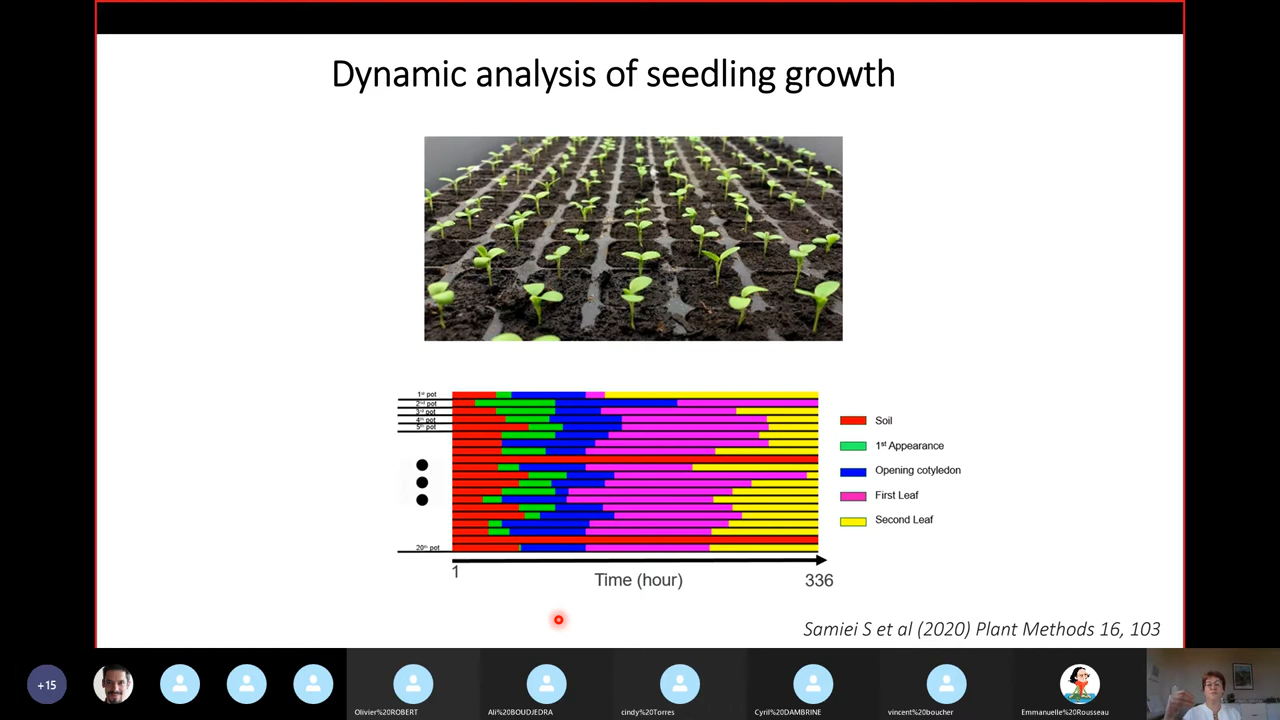 Dynamic analysis of seedling growth
1st pot
2nd pot
3rd pot
4th pot
5th pot
20th pot
Soil
1st Appearance
Opening cotyledon
First Leaf
Second Leaf
1
Time (hour)
336
Samiei S et al (2020) Plant Methods 16, 103
+15
Olivier%20ROBERT
Ali%20BOUDJEDRA
cindy%20Torres
Cyril%20DAMBRINE
vincent%20boucher
Emmanuelle%20Rousseau